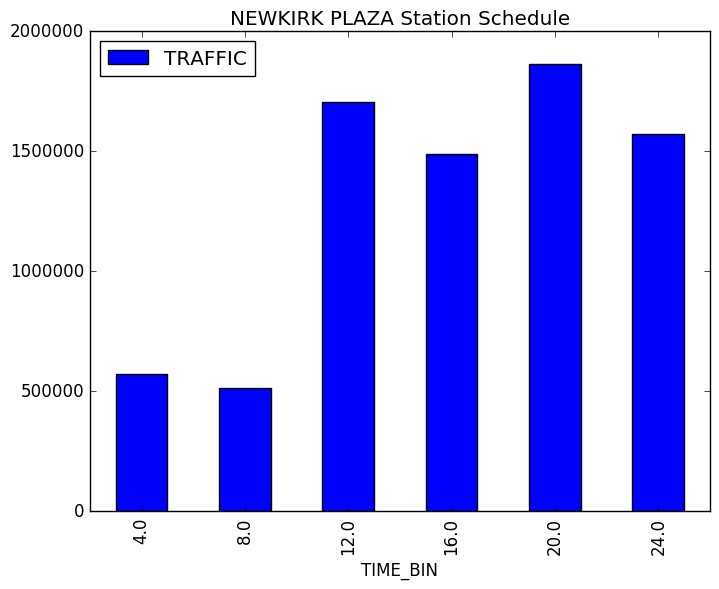 NEWKIRK PLAZA Station Schedule
TRAFFIC
2000000
1500000
1000000
500000
0
4.0 8.0 12.0 16.0 20.0 24.0
TIME_BIN